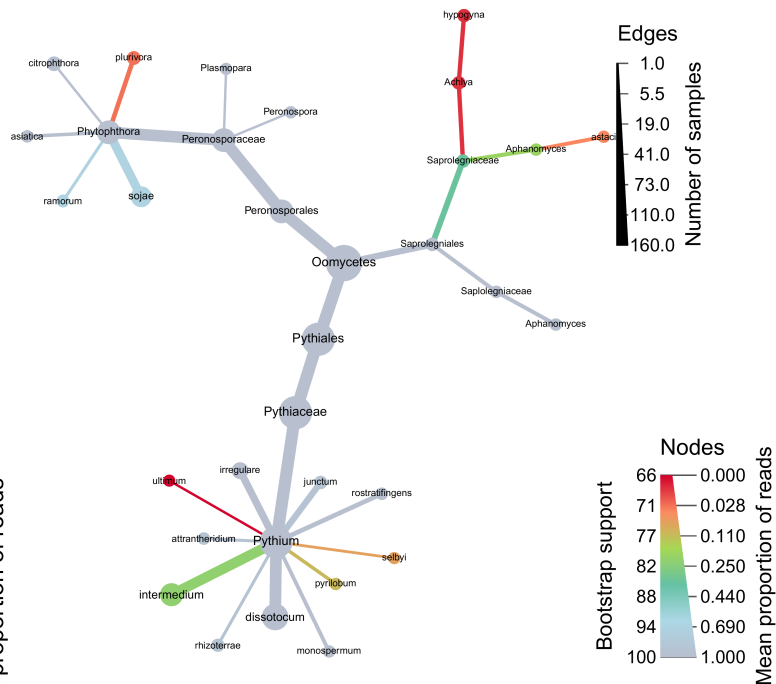 hypogyna
Edges
citrophthora
plurivora
Plasmopara
Achlya
1.0
5.5
19.0
41.0
73.0
110.0
160.0
Number of samples
Peronospora
asiatica
Phytophthora
Peronosporaceae
Aphanomyces
astaci
Saprolegniaceae
ramorum
sojae
Peronosporales
Saprolegniales
Oomycetes
Saplolegniaceae
Aphanomyces
Pythiales
Pythiaceae
Nodes
irregulare
ultimum
junctum
rostratifingens
66
71
77
82
88
94
100
Bootstrap support
0.000
0.028
0.110
0.250
0.440
0.690
1.000
Mean proportion of reads
attrantheridium
Pythium
selbyi
pyrilobum
intermedium
dissotocum
rhizoterrae
monospermum
proportion of reads